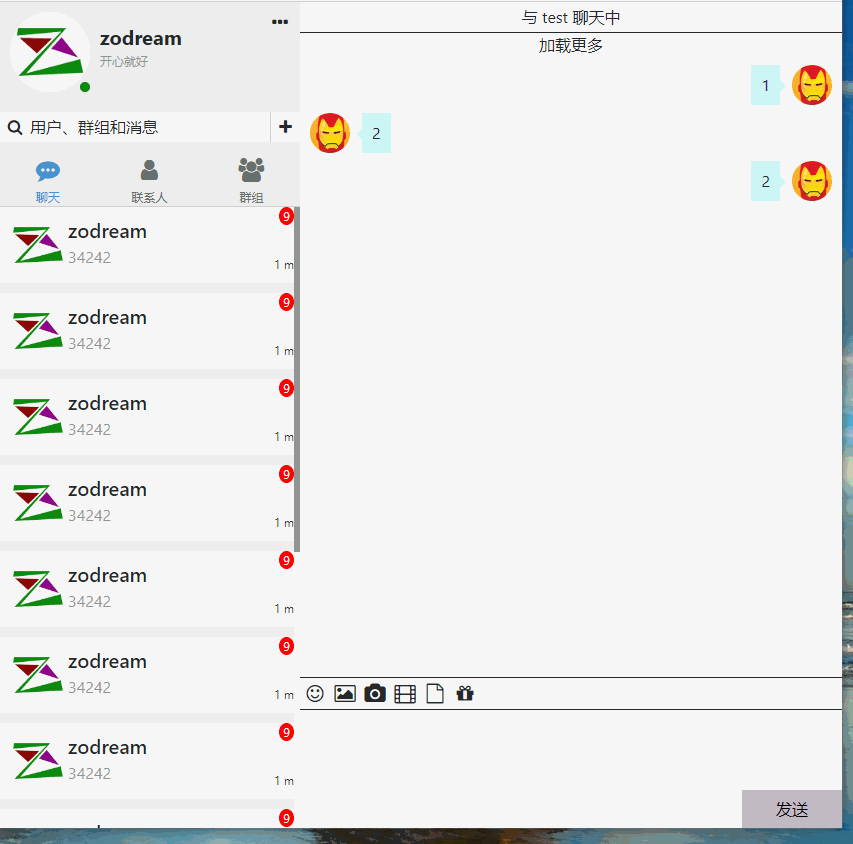 zodream
开心就好
用户、群组和消息
聊天
联系人
群组
zodream
9
34242
1 m
zodream
9
34242
1 m
zodream
9
34242
1 m
zodream
9
34242
1 m
zodream
9
34242
1 m
zodream
9
34242
1 m
zodream
9
34242
1 m
9
与 test 聊天中
加载更多
1
2
2
发送